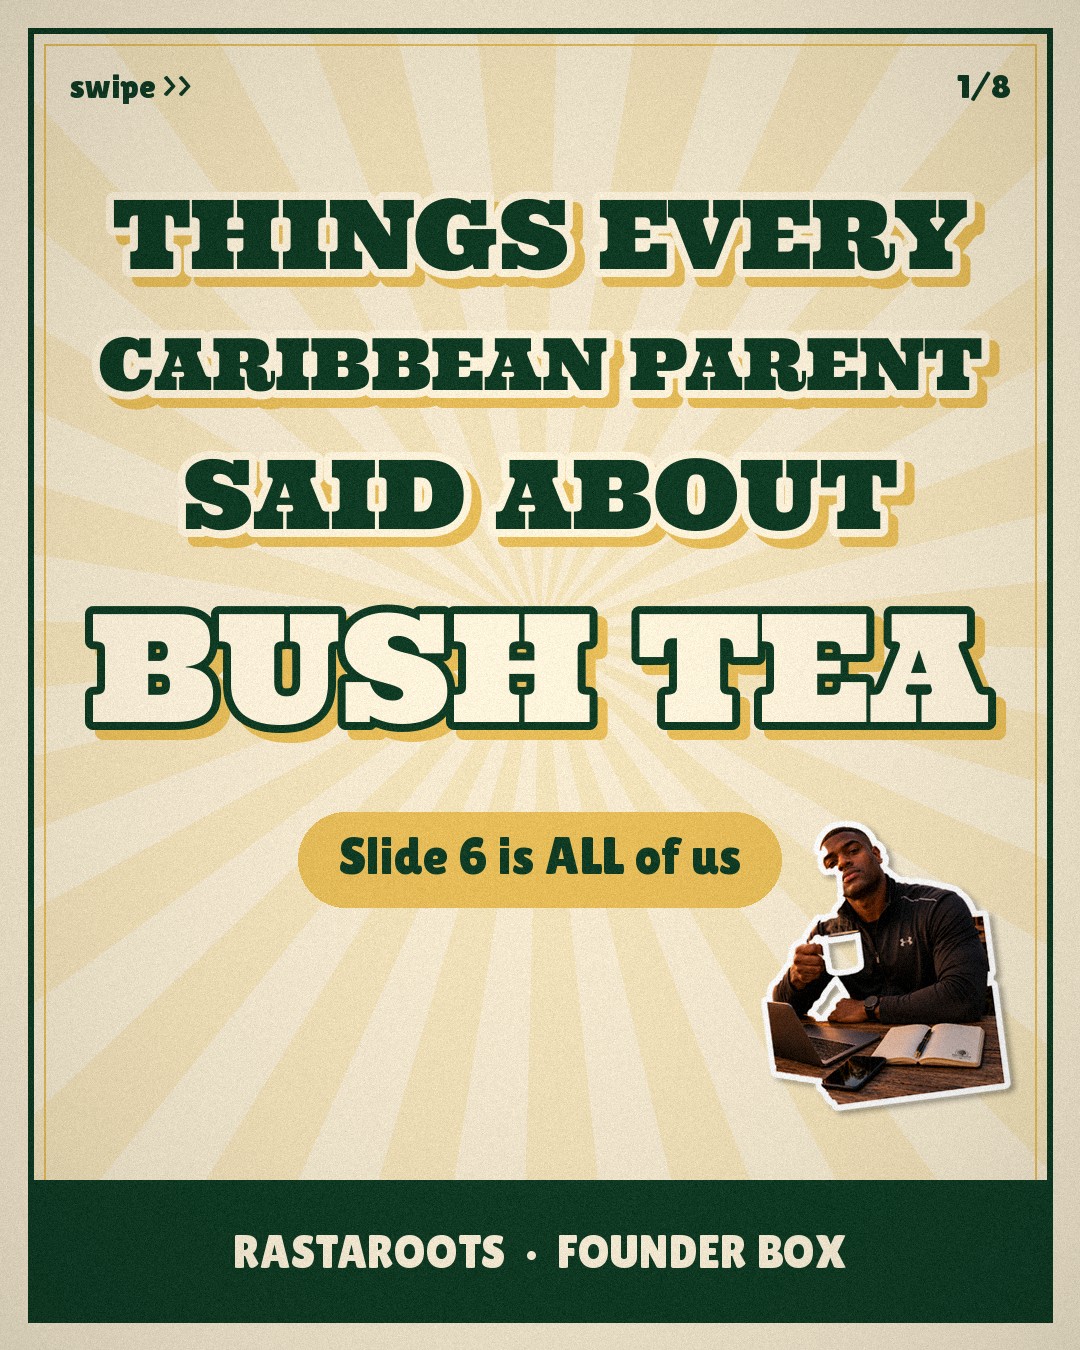 swipe >>
1/8
THINGS EVERY
CARIBBEAN PARENT
SAID ABOUT
BUSH TEA
Slide 6 is ALL of us
RASTAROOTS · FOUNDER BOX